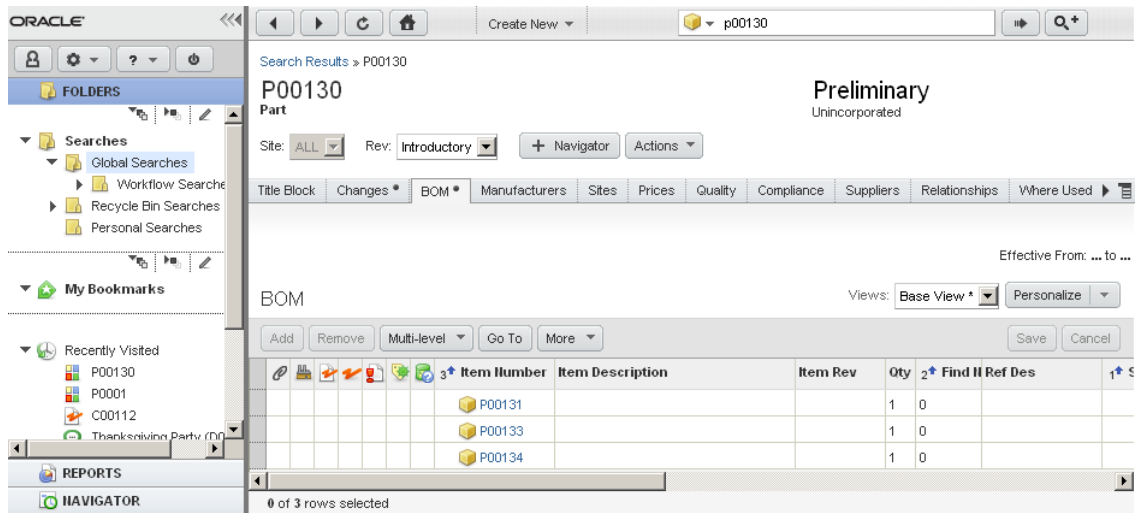 ORACLE
Create New
p00130
Search Results » P00130
FOLDERS
P00130
Preliminary
Part
Unincorporated
Searches
Global Searches
Workflow Searche
Recycle Bin Searches
Personal Searches
Site: ALL Rev: Introductory + Navigator Actions
Title Block Changes BOM Manufacturers Sites Prices Quality Compliance Suppliers Relationships Where Used
Effective From: ... to ...
My Bookmarks
BOM
Views: Base View * Personalize
Add Remove Multi-level Go To More Save Cancel
Recently Visited
P00130
P0001
C00112
Thanksgiving Party (D0
3 Item Number Item Description Item Rev Qty 2 Find N Ref Des 1 S
P00131 1 0
P00133 1 0
P00134 1 0
REPORTS
NAVIGATOR
0 of 3 rows selected